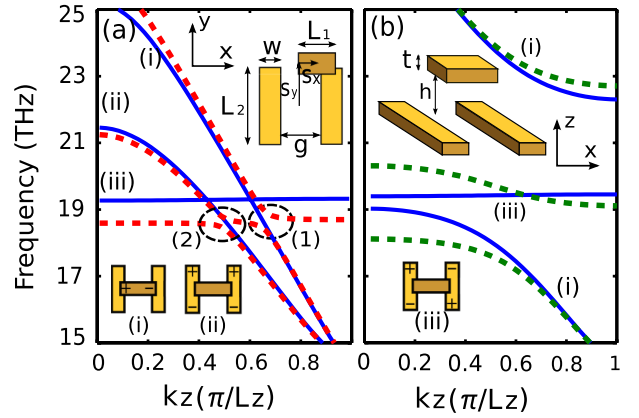 Frequency (THz)
25
23
21
19
17
15
(a)
(i)
(ii)
(iii)
y
x
w
L1
L2
Sx
Sy
g
(2)
(1)
+ −
(i)
+ +
− −
(ii)
0
0.2
0.4
0.6
0.8
kz(π/Lz)
(b)
(i)
t
h
z
x
(iii)
(i)
+ −
− +
(iii)
0
0.2
0.4
0.6
0.8
1
kz(π/Lz)